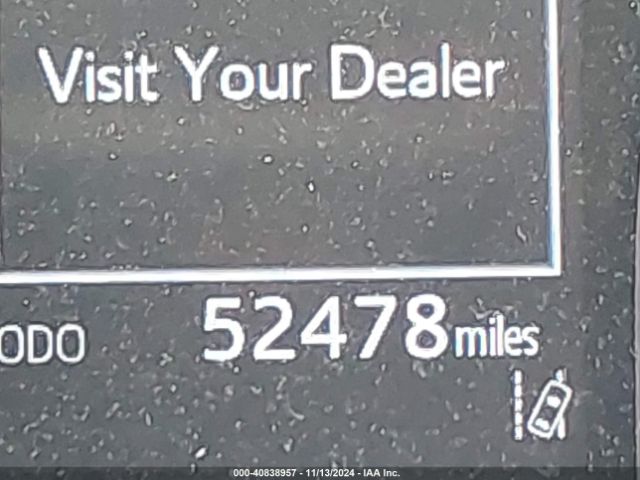 Visit Your Dealer
ODO 52478 miles
000-40838957 - 11/13/2024 - IAA Inc.